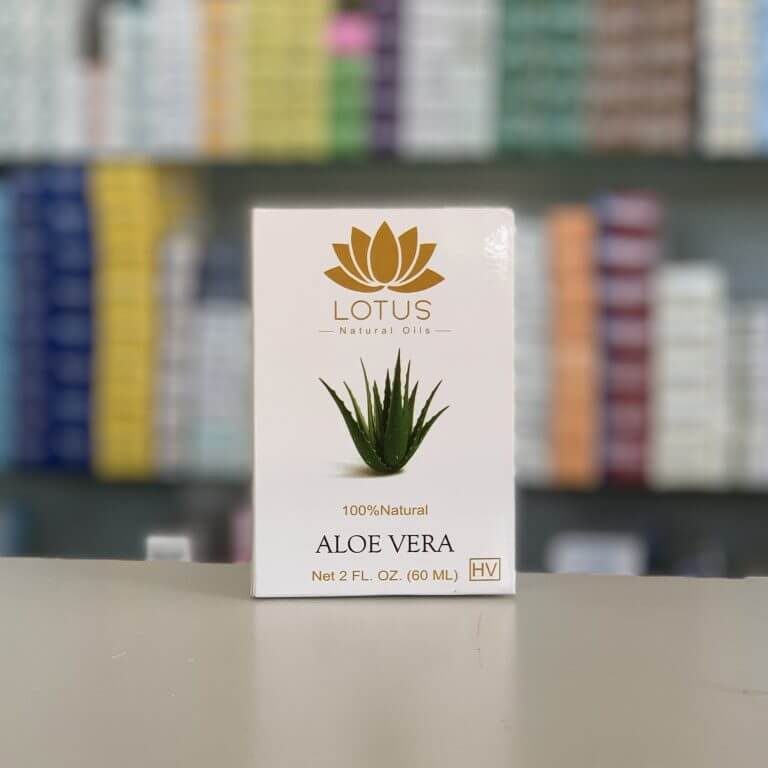 LOTUS
Natural Oils
100%Natural
ALOE VERA
Net 2 FL. OZ. (60 ML)
HV